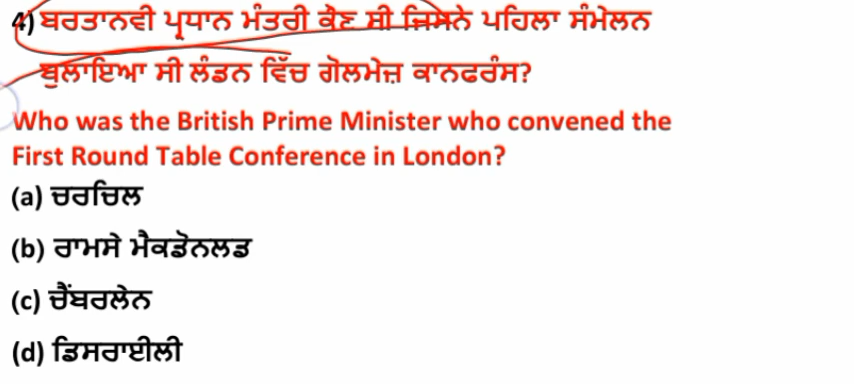 4) ਬਰਤਾਨਵੀ ਪ੍ਰਧਾਨ ਮੰਤਰੀ ਕੌਣ ਸੀ ਜਿਸਨੇ ਪਹਿਲਾ ਸੰਮੇਲਨ
ਬੁਲਾਇਆ ਸੀ ਲੰਡਨ ਵਿੱਚ ਗੋਲਮੇਜ਼ ਕਾਨਫਰੰਸ?
Who was the British Prime Minister who convened the
First Round Table Conference in London?
(a) ਚਰਚਿਲ
(b) ਰਾਮਸੇ ਮੈਕਡੋਨਲਡ
(c) ਚੈਂਬਰਲੇਨ
(d) ਡਿਸਰਾਈਲੀ